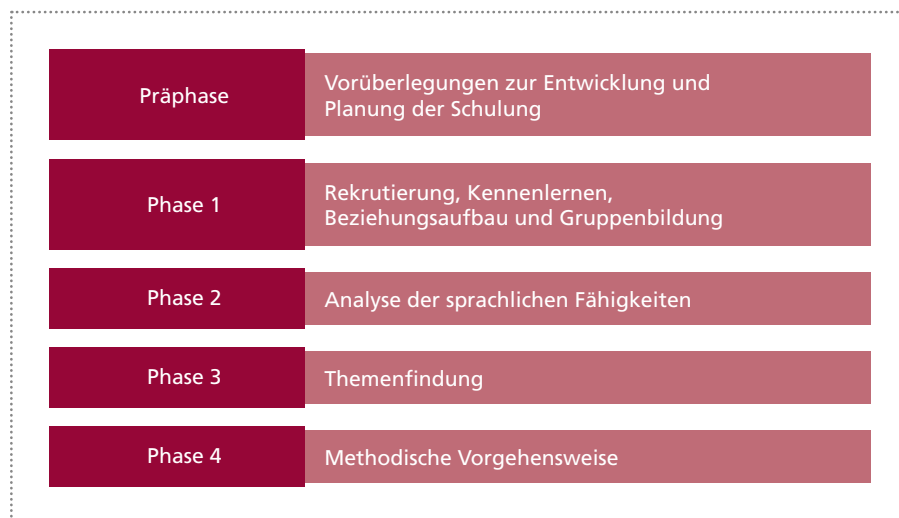 Präphase
Vorüberlegungen zur Entwicklung und
Planung der Schulung
Phase 1
Rekrutierung, Kennenlernen,
Beziehungsaufbau und Gruppenbildung
Phase 2
Analyse der sprachlichen Fähigkeiten
Phase 3
Themenfindung
Phase 4
Methodische Vorgehensweise